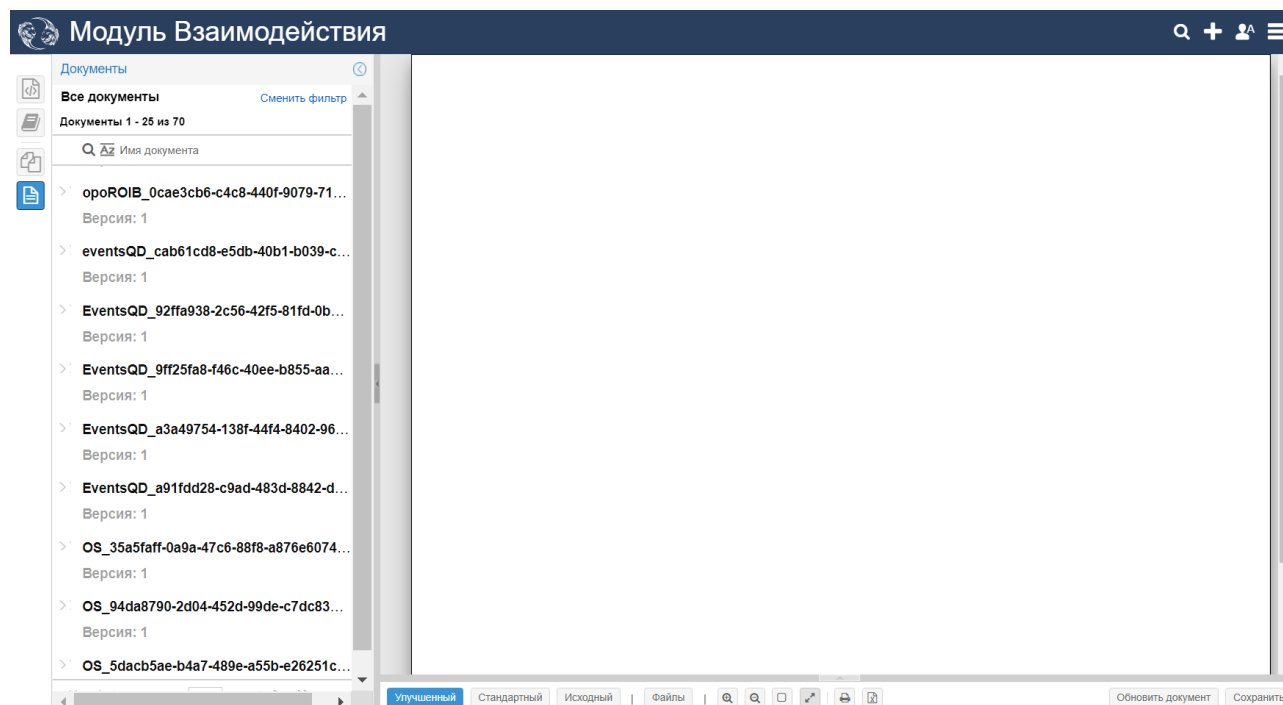 Модуль Взаимодействия
Документы
Все документы Сменить фильтр
Документы 1 - 25 из 70
Имя документа
opoROIB_0cae3cb6-c4c8-440f-9079-71...
Версия: 1
eventsQD_cab61cd8-e5db-40b1-b039-c...
Версия: 1
EventsQD_92ffa938-2c56-42f5-81fd-0b...
Версия: 1
EventsQD_9ff25fa8-f46c-40ee-b855-aa...
Версия: 1
EventsQD_a3a49754-138f-44f4-8402-96...
Версия: 1
EventsQD_a91fdd28-c9ad-483d-8842-d...
Версия: 1
OS_35a5faff-0a9a-47c6-88f8-a876e6074...
Версия: 1
OS_94da8790-2d04-452d-99de-c7dc83...
Версия: 1
OS_5dacb5ae-b4a7-489e-a55b-e26251c...
Улучшенный Стандартный Исходный | Файлы | Обновить документ Сохранить